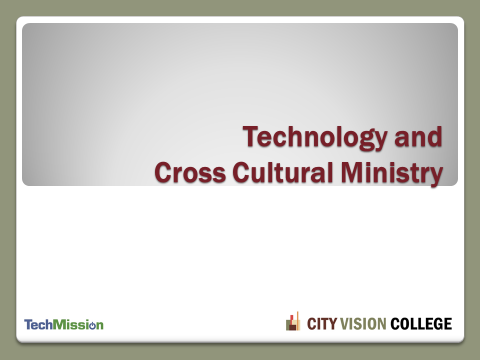 Technology and
Cross Cultural Ministry
TechMission
CITY VISION COLLEGE